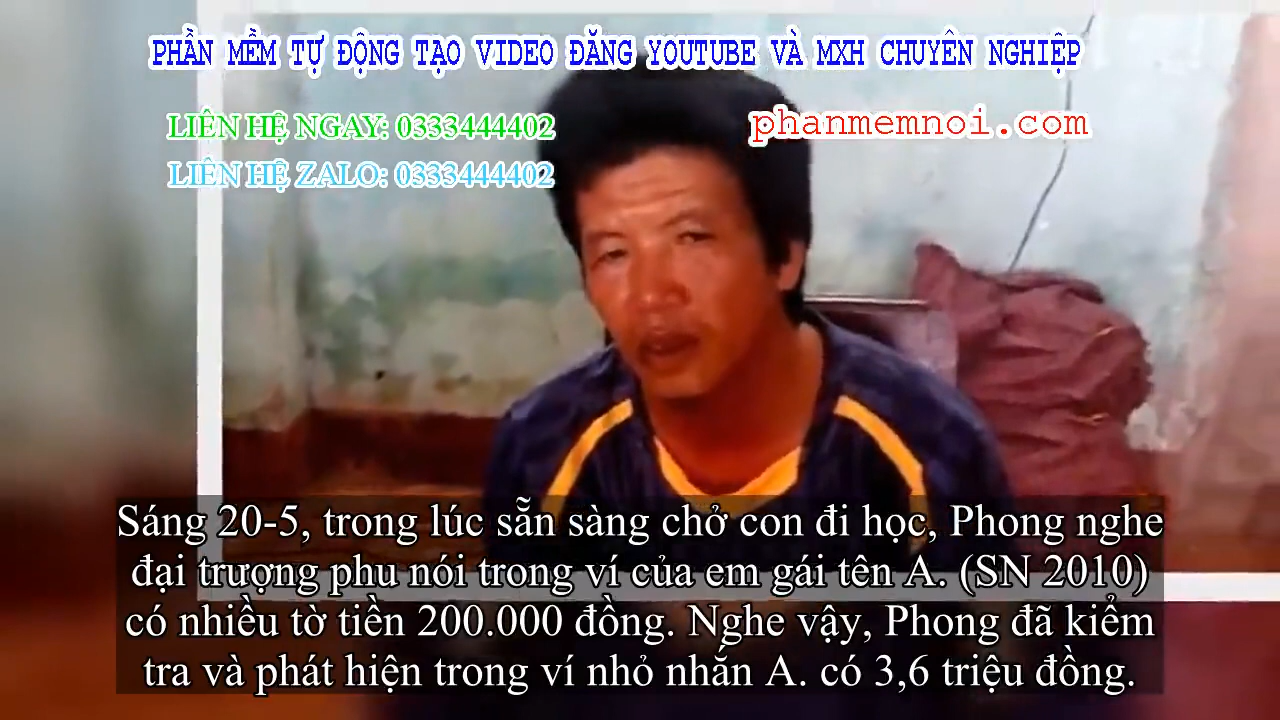 PHẦN MỀM TỰ ĐỘNG TẠO VIDEO ĐĂNG YOUTUBE VÀ MXH CHUYÊN NGHIỆP
LIÊN HỆ NGAY: 0333444402
phanmemnoi.com
LIÊN HỆ ZALO: 0333444402
Sáng 20-5, trong lúc sẵn sàng chở con đi học, Phong nghe
đại trượng phu nói trong ví của em gái tên A. (SN 2010)
có nhiều tờ tiền 200.000 đồng. Nghe vậy, Phong đã kiểm
tra và phát hiện trong ví nhỏ nhắn A. có 3,6 triệu đồng.